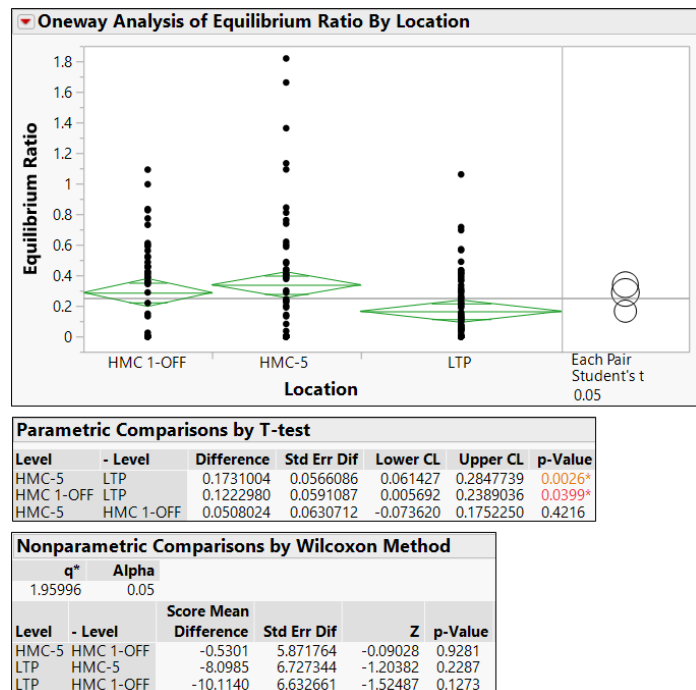 Oneway Analysis of Equilibrium Ratio By Location
Equilibrium Ratio
1.8
1.6
1.4
1.2
1
0.8
0.6
0.4
0.2
0
HMC 1-OFF HMC-5 LTP
Location
Each Pair
Student's t
0.05
Parametric Comparisons by T-test
Level - Level Difference Std Err Dif Lower CL Upper CL p-Value
HMC-5 LTP 0.1731004 0.0566086 0.061427 0.2847739 0.0026*
HMC 1-OFF LTP 0.1222980 0.0591087 0.005692 0.2389036 0.0399*
HMC-5 HMC 1-OFF 0.0508024 0.0630712 -0.073620 0.1752250 0.4216
Nonparametric Comparisons by Wilcoxon Method
q* Alpha
1.95996 0.05
Score Mean
Level - Level Difference Std Err Dif Z p-Value
HMC-5 HMC 1-OFF -0.5301 5.871764 -0.09028 0.9281
LTP HMC-5 -8.0985 6.727344 -1.20382 0.2287
LTP HMC 1-OFF -10.1140 6.632661 -1.52487 0.1273